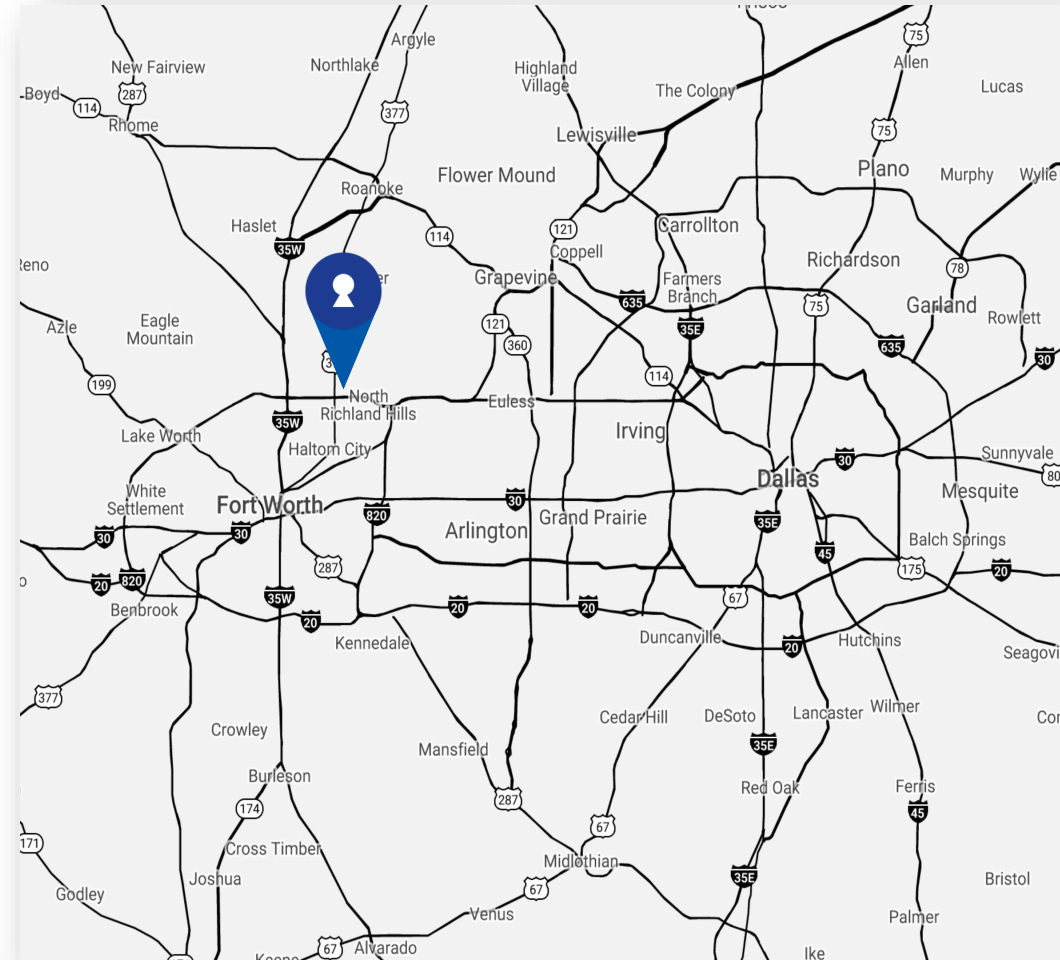 Argyle
75
New Fairview
Northlake
Allen
Highland
Village
Lucas
Boyd
287
The Colony
114
377
Rhome
75
Lewisville
Plano
Flower Mound
Murphy
Wylie
Roanoke
Haslet
121
Carrollton
114
35W
Coppell
Richardson
78
Grapevine
Farmers
Branch
635
75
Garland
Eagle
Mountain
Azle
121
35E
Rowlett
360
635
30
114
199
North
Richland Hills
Euless
35W
Irving
Lake Worth
Haltom City
Sunnyvale
30
80
Dallas
White
Settlement
Mesquite
Fort Worth
30
820
Grand Prairie
35E
Arlington
30
30
45
Balch Springs
287
175
20
820
20
35W
67
Benbrook
20
20
20
Kennedale
Duncanville
Hutchins
20
377
Cedar Hill
DeSoto
Lancaster
Wilmer
Crowley
Mansfield
35E
Burleson
Red Oak
Ferris
287
174
45
67
171
Cross Timber
Midlothian
Joshua
35E
Bristol
Godley
67
Venus
Palmer
67
Alvarado
Ike